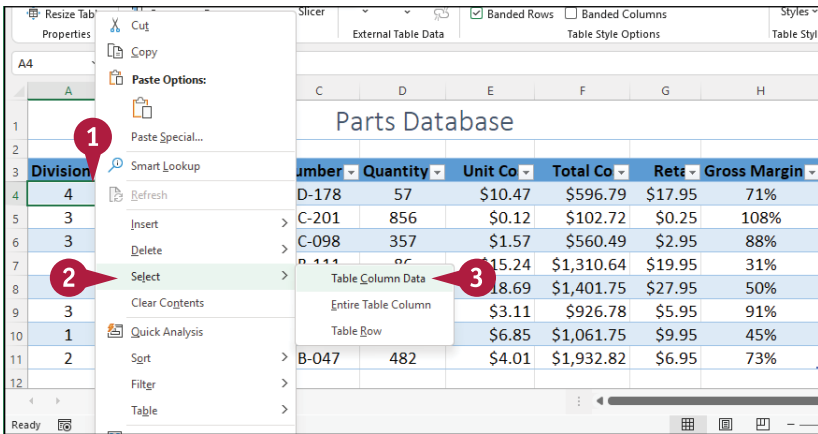 Resize Tab
Slicer
Banded Rows
Banded Columns
Styles
Properties
External Table Data
Table Style Options
Table Styl
A4
Cut
Copy
Paste Options:
Paste Special...
Smart Lookup
Refresh
Insert
Delete
Select
Clear Contents
Quick Analysis
Sort
Filter
Table
Table Column Data
Entire Table Column
Table Row
1
2
3
A C D E F G H
1 Parts Database
2
3 Division umber Quantity Unit Co Total Co Reta Gross Margin
4 4 D-178 57 $10.47 $596.79 $17.95 71%
5 3 C-201 856 $0.12 $102.72 $0.25 108%
6 3 C-098 357 $1.57 $560.49 $2.95 88%
7 B-111 86 $15.24 $1,310.64 $19.95 31%
8 18.69 $1,401.75 $27.95 50%
9 3 $3.11 $926.78 $5.95 91%
10 1 $6.85 $1,061.75 $9.95 45%
11 2 B-047 482 $4.01 $1,932.82 $6.95 73%
12
Ready